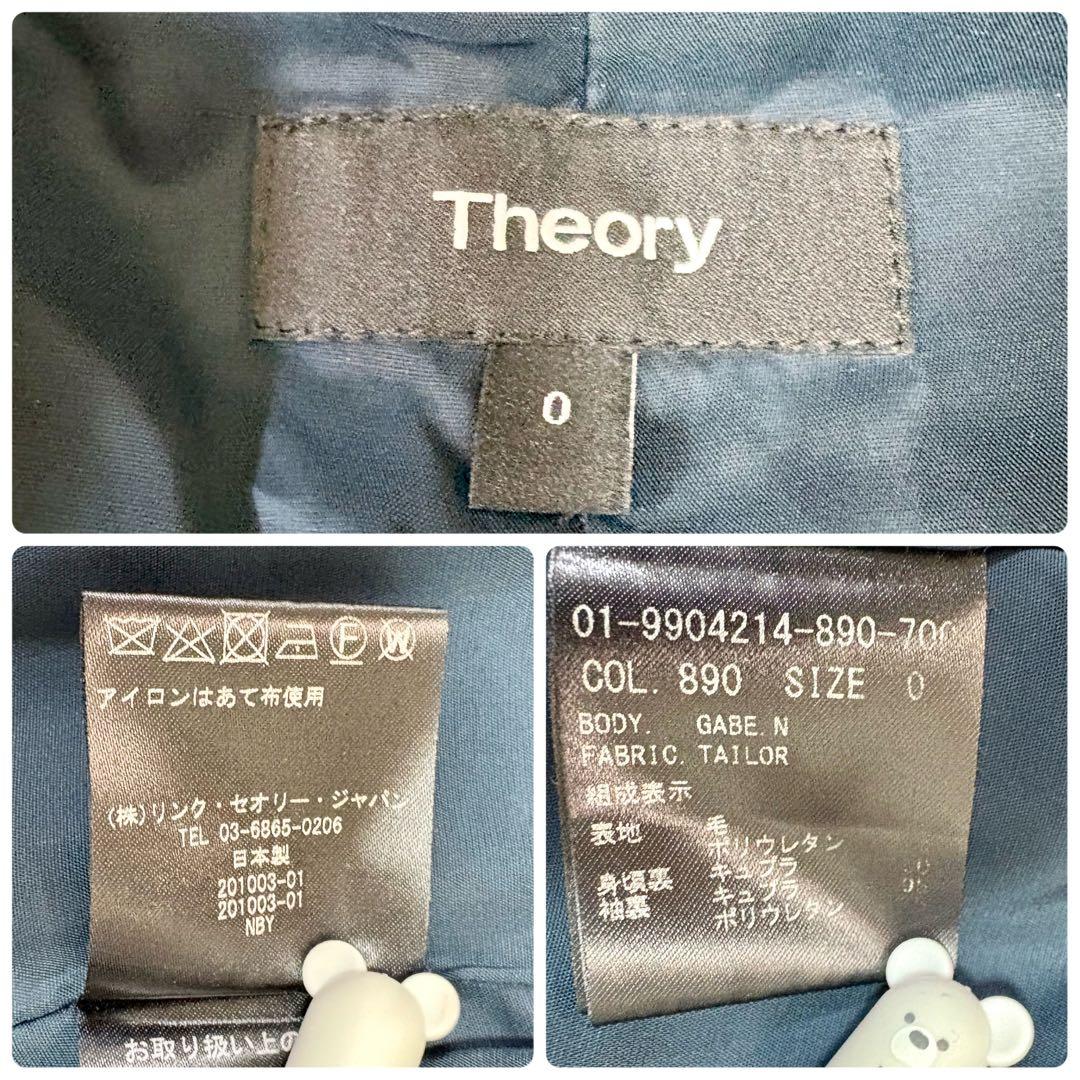 Theory
0
アイロンはあて布使用
(株)リンク・セオリー・ジャパン
TEL 03-6865-0206
日本製
201003-01
201003-01
NBY
お取り扱い上の
01-9904214-890-700
COL. 890 SIZE 0
BODY. GABE.N
FABRIC. TAILOR
組成表示
表地 毛
ポリウレタン
身頃裏 キュプラ
袖裏 キュプラ
ポリウレタン